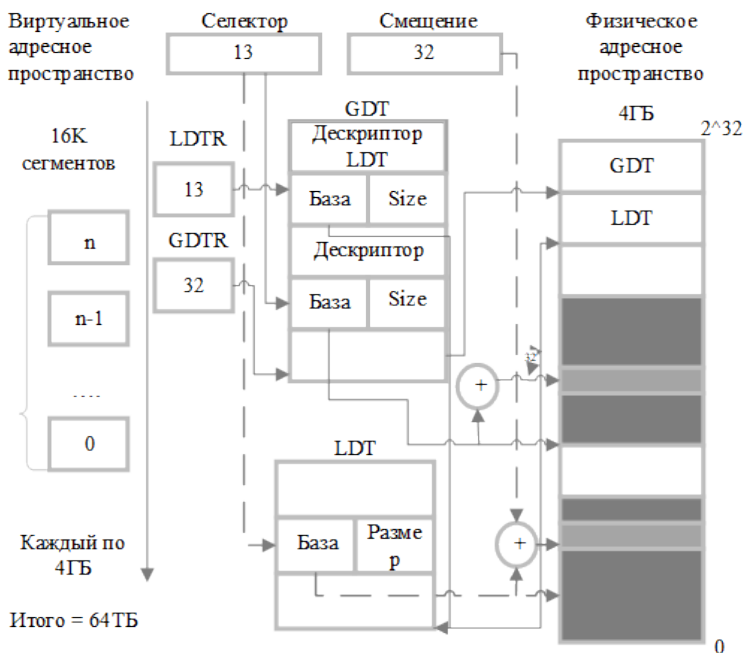 Виртуальное
адресное
пространство
Селектор
13
Смещение
32
Физическое
адресное
пространство
4ГБ
2^32
16K
сегментов
LDTR
13
GDTR
32
GDT
Дескриптор
LDT
База
Size
Дескриптор
База
Size
GDT
LDT
n
n-1
....
0
32
+
LDT
База
Разме
р
+
Каждый по
4ГБ
Итого = 64ТБ
0